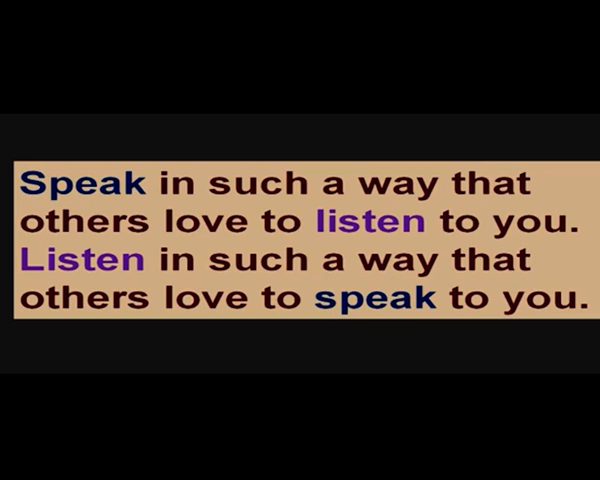 Speak in such a way that
others love to listen to you.
Listen in such a way that
others love to speak to you.